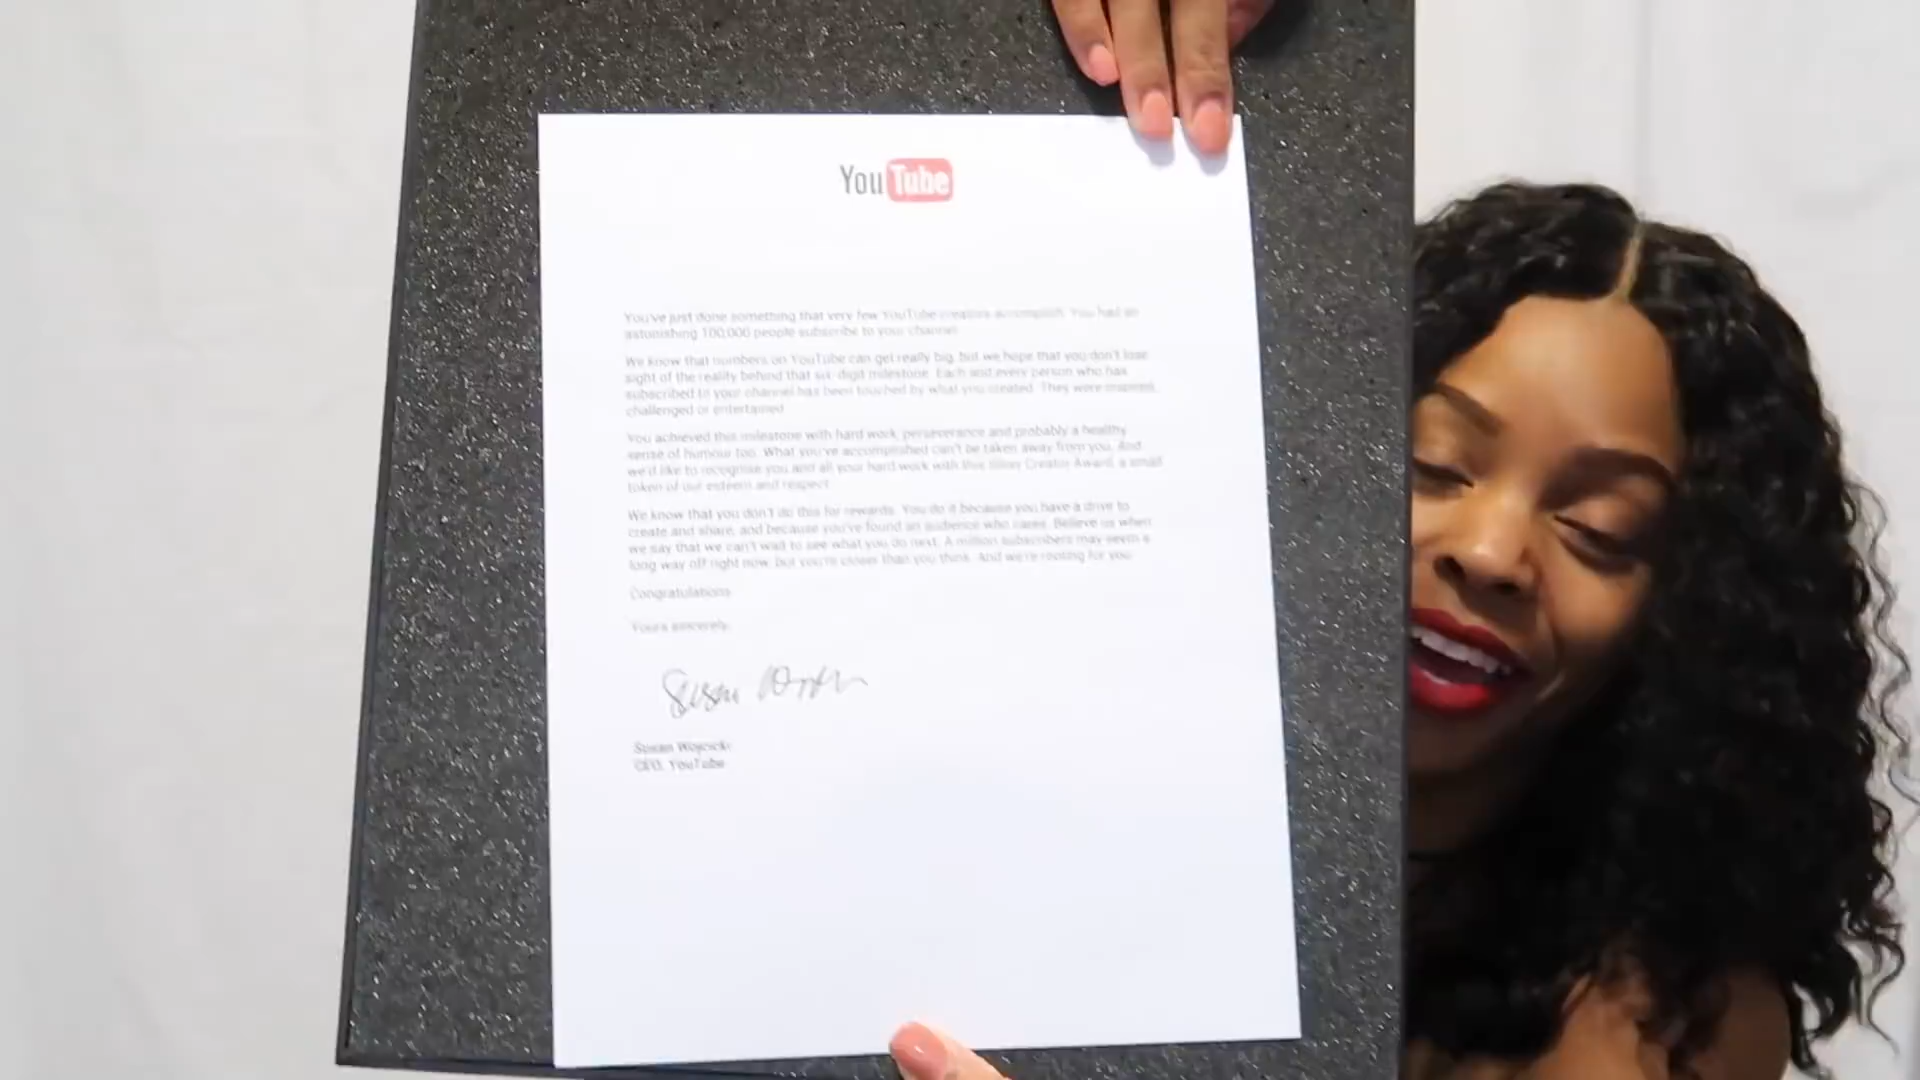 YouTube
You've just done something that very few YouTube creators accomplish. You had an
astonishing 100,000 people subscribe to your channel.
We know that numbers on YouTube can get really big, but we hope that you don't lose
sight of the reality behind that six-digit milestone. Each and every person who has
subscribed to your channel has been touched by what you created. They were inspired,
challenged or entertained.
You achieved this milestone with hard work, perseverance and probably a healthy
sense of humour too. What you've accomplished can't be taken away from you. And
we'd like to recognise you and all your hard work with this Silver Creator Award, a small
token of our esteem and respect.
We know that you don't do this for rewards. You do it because you have a drive to
create and share, and because you've found an audience who cares. Believe us when
we say that we can't wait to see what you do next. A million subscribers may seem a
long way off right now, but you're closer than you think. And we're rooting for you.
Congratulations.
Yours sincerely,
Susan Wojcicki
CEO, YouTube